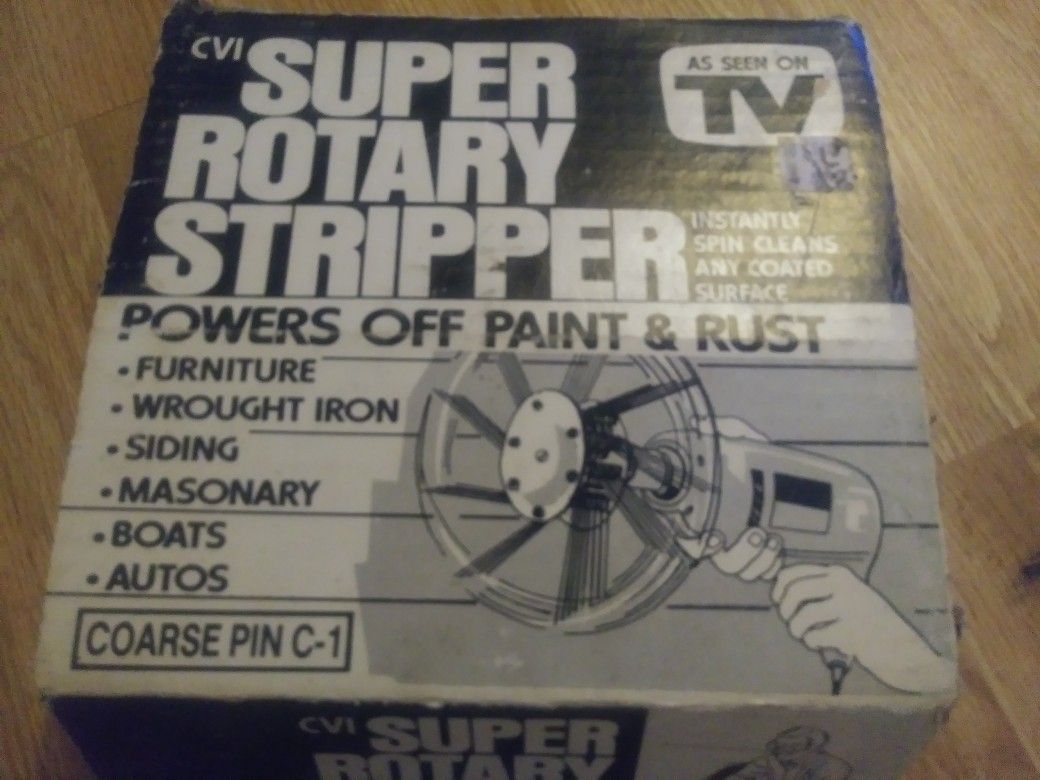 CVI SUPER
ROTARY
STRIPPER
AS SEEN ON
TV
INSTANTLY
SPIN CLEANS
ANY COATED
SURFACE
POWERS OFF PAINT & RUST
• FURNITURE
• WROUGHT IRON
• SIDING
• MASONARY
• BOATS
• AUTOS
COARSE PIN C-1
CVI SUPER
ROTARY